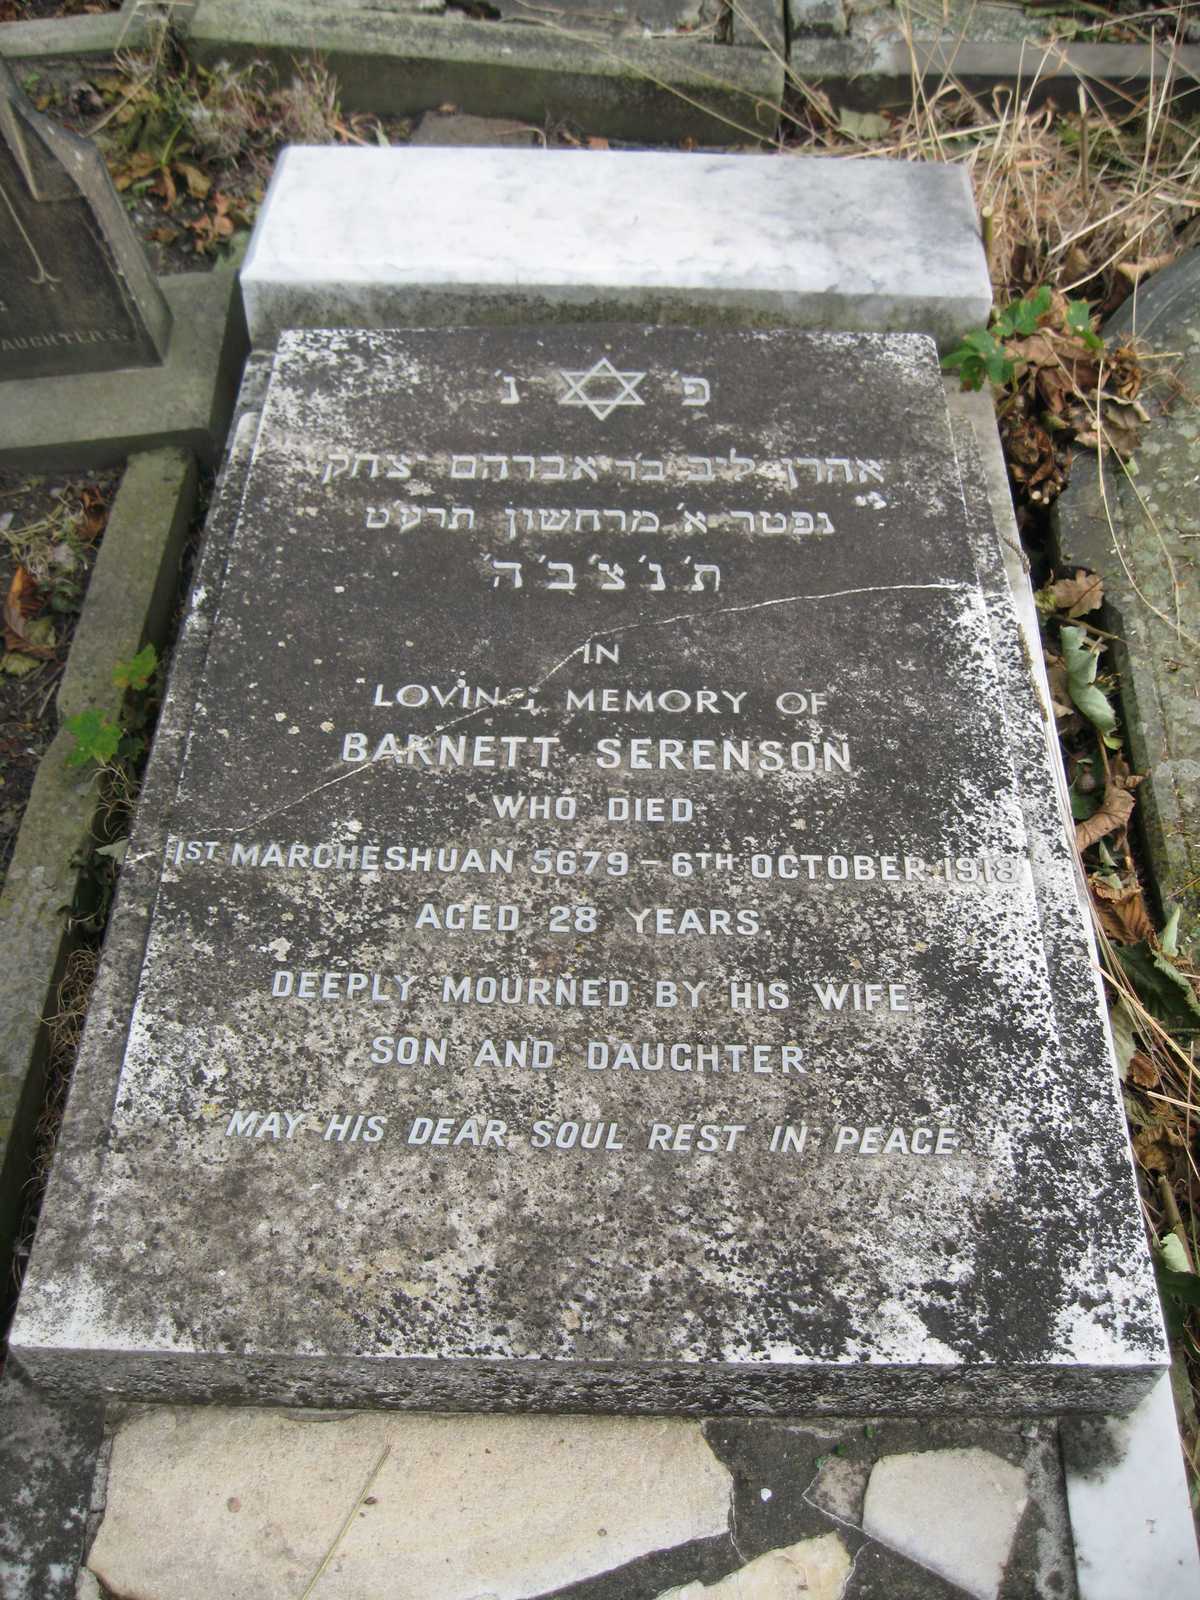 פ' נ'
אהרן ליב בר אברהם יצחק
נפטר א' מרחשון תרע"ט
ת' נ' צ' ב' ה'
IN
LOVING MEMORY OF
BARNETT SERENSON
WHO DIED
1ST MARCHESHUAN 5679 – 6TH OCTOBER 1918
AGED 28 YEARS.
DEEPLY MOURNED BY HIS WIFE
SON AND DAUGHTER.
MAY HIS DEAR SOUL REST IN PEACE.